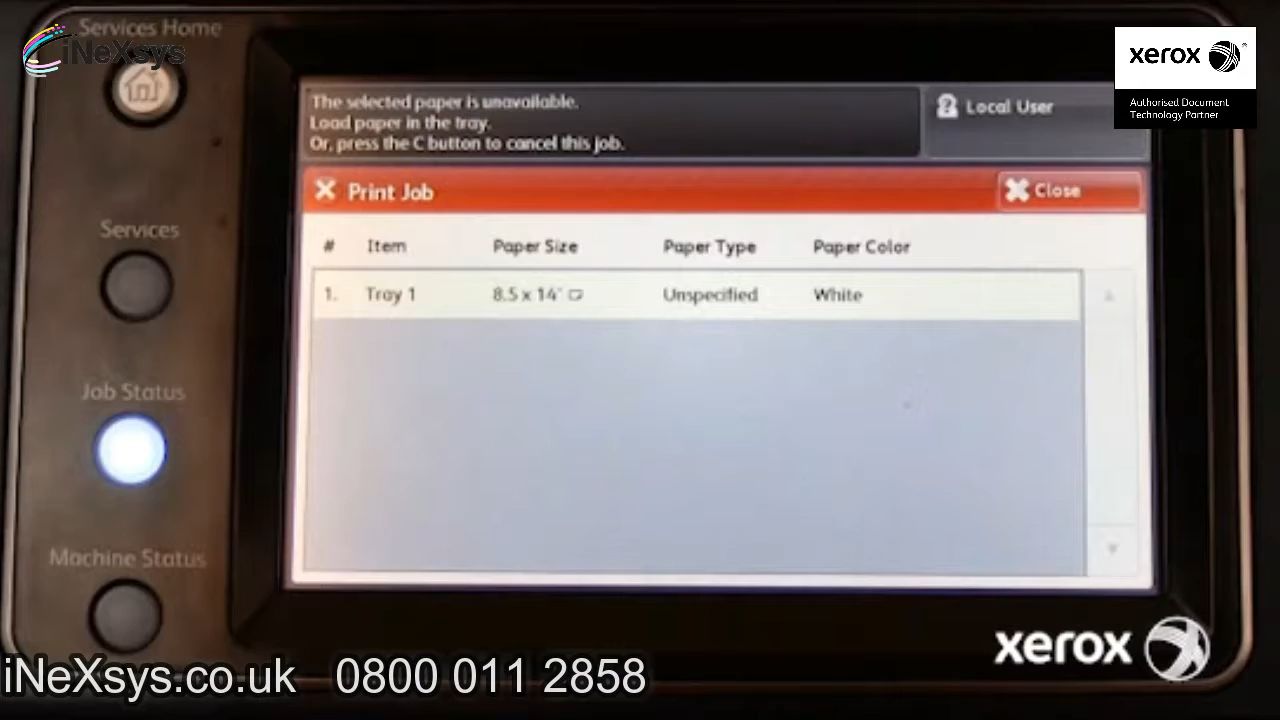 Services Home
iNeXsys
xerox
Authorised Document
Technology Partner
The selected paper is unavailable.
Load paper in the tray.
Or, press the C button to cancel this job.
Local User
Print Job
Close
# Item Paper Size Paper Type Paper Color
1. Tray 1 8.5 x 14" Unspecified White
Services
Job Status
Machine Status
xerox
iNeXsys.co.uk 0800 011 2858